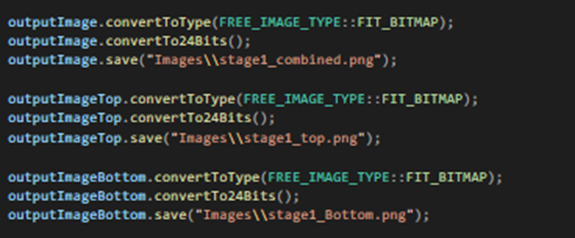 outputImage.convertToType(FREE_IMAGE_TYPE::FIT_BITMAP);
outputImage.convertTo24Bits();
outputImage.save("Images\\stage1_combined.png");
outputImageTop.convertToType(FREE_IMAGE_TYPE::FIT_BITMAP);
outputImageTop.convertTo24Bits();
outputImageTop.save("Images\\stage1_top.png");
outputImageBottom.convertToType(FREE_IMAGE_TYPE::FIT_BITMAP);
outputImageBottom.convertTo24Bits();
outputImageBottom.save("Images\\stage1_Bottom.png");